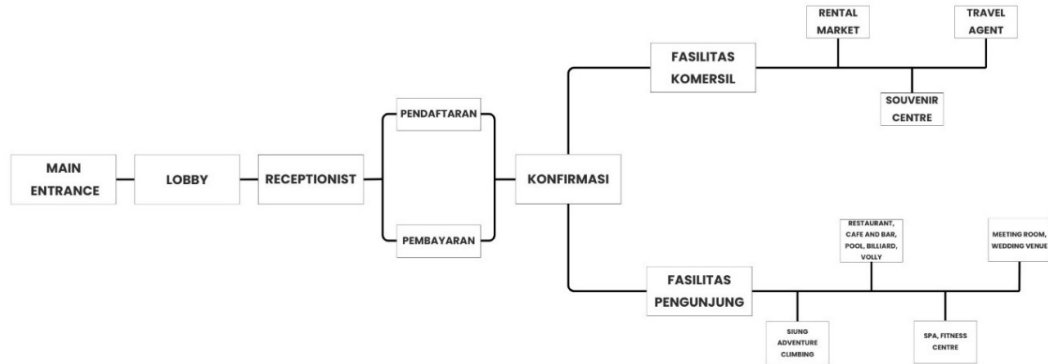 MAIN
ENTRANCE
LOBBY
RECEPTIONIST
PENDAFTARAN
PEMBAYARAN
KONFIRMASI
FASILITAS
KOMERSIL
RENTAL
MARKET
SOUVENIR
CENTRE
TRAVEL
AGENT
FASILITAS
PENGUNJUNG
SIUNG
ADVENTURE
CLIMBING
RESTAURANT,
CAFE AND BAR,
POOL, BILLIARD,
VOLLY
SPA, FITNESS
CENTRE
MEETING ROOM,
WEDDING VENUE